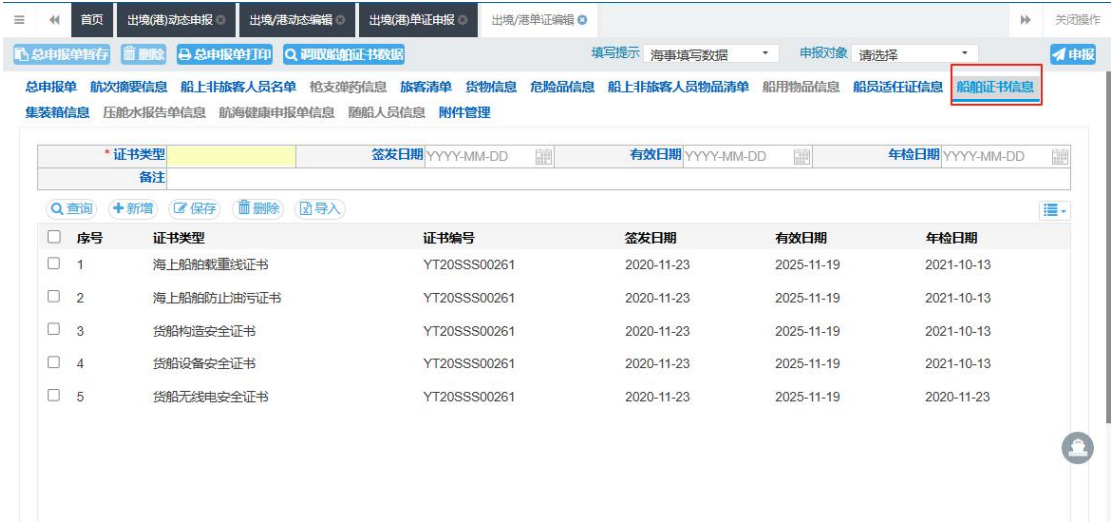 首页 出境(港)动态申报 出境/港动态编辑 出境(港)单证申报 出境/港单证编辑 关闭操作
总申报单暂存 删除 总申报单打印 调取船舶证书数据 填写提示 海事填写数据 申报对象 请选择 申报
总申报单 航次摘要信息 船上非旅客人员名单 枪支弹药信息 旅客清单 货物信息 危险品信息 船上非旅客人员物品清单 船用物品信息 船员适任证信息 船舶证书信息
集装箱信息 压舱水报告单信息 航海健康申报单信息 随船人员信息 附件管理
* 证书类型 签发日期 YYYY-MM-DD 有效日期 YYYY-MM-DD 年检日期 YYYY-MM-DD
备注
查询 新增 保存 删除 导入
序号 证书类型 证书编号 签发日期 有效日期 年检日期
1 海上船舶载重线证书 YT20SSS00261 2020-11-23 2025-11-19 2021-10-13
2 海上船舶防止油污证书 YT20SSS00261 2020-11-23 2025-11-19 2021-10-13
3 货船构造安全证书 YT20SSS00261 2020-11-23 2025-11-19 2021-10-13
4 货船设备安全证书 YT20SSS00261 2020-11-23 2025-11-19 2021-10-13
5 货船无线电安全证书 YT20SSS00261 2020-11-23 2025-11-19 2020-11-23